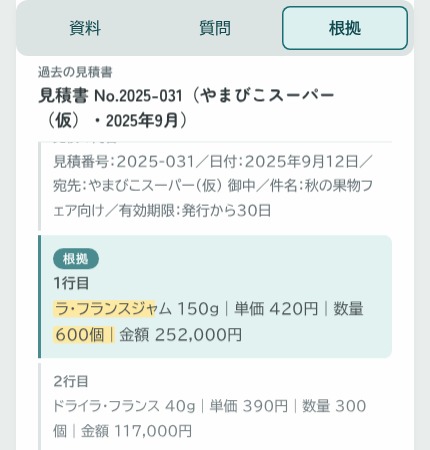 資料
質問
根拠
過去の見積書
見積書 No.2025-031（やまびこスーパー
（仮）・2025年9月）
見積番号：2025-031／日付：2025年9月12日／
宛先：やまびこスーパー(仮) 御中／件名：秋の果物フ
ェア向け／有効期限：発行から30日
根拠
1行目
ラ・フランスジャム 150g｜単価 420円｜数量
600個｜金額 252,000円
2行目
ドライラ・フランス 40g｜単価 390円｜数量 300
個｜金額 117,000円